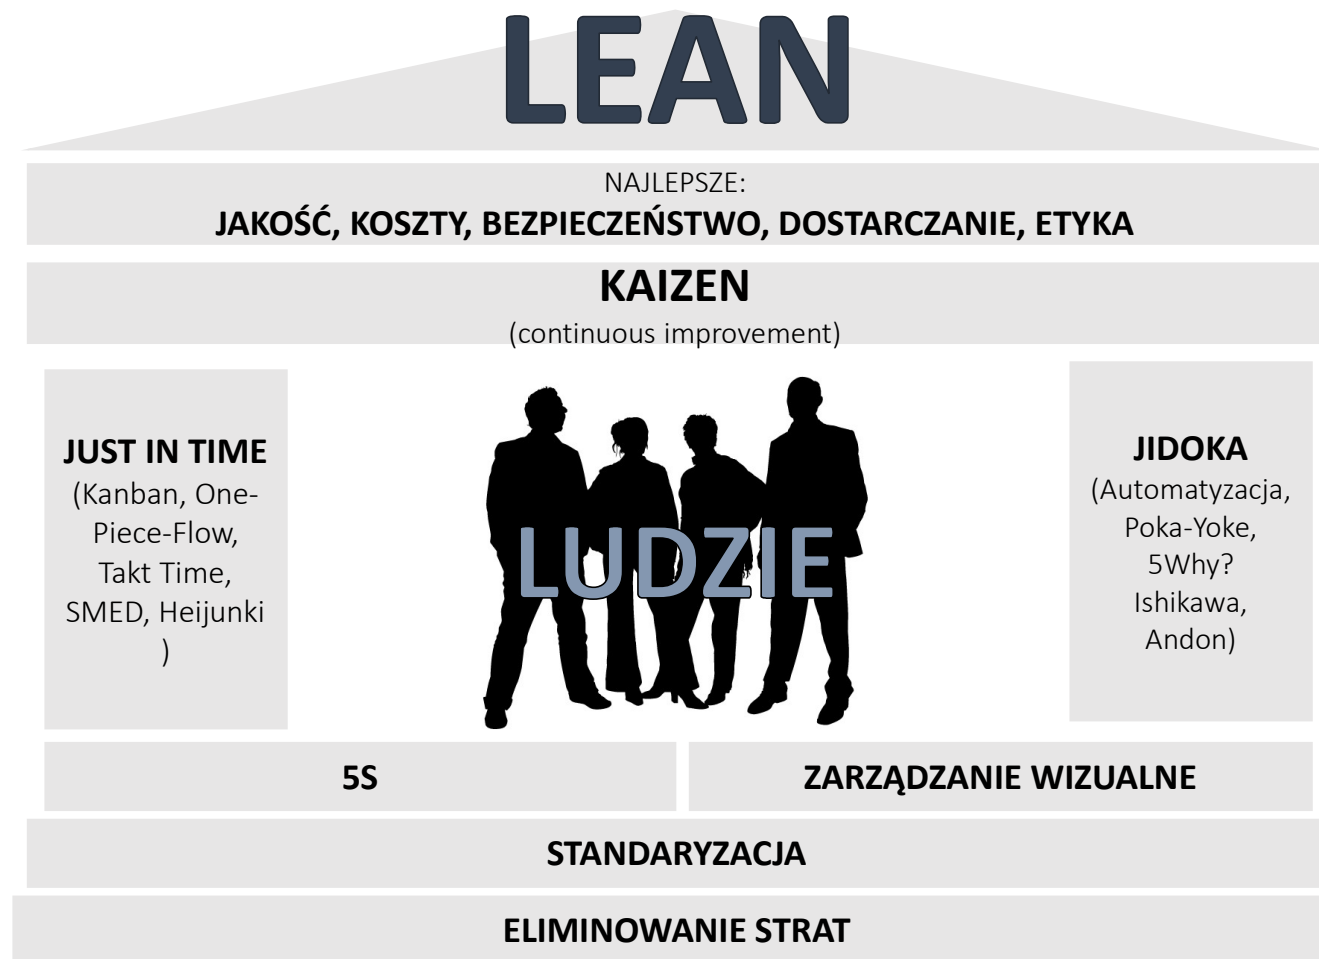 LEAN
NAJLEPSZE:
JAKOŚĆ, KOSZTY, BEZPIECZEŃSTWO, DOSTARCZANIE, ETYKA
KAIZEN
(continuous improvement)
JUST IN TIME
(Kanban, One-
Piece-Flow,
Takt Time,
SMED, Heijunki
)
LUDZIE
JIDOKA
(Automatyzacja,
Poka-Yoke,
5Why?
Ishikawa,
Andon)
5S
ZARZĄDZANIE WIZUALNE
STANDARYZACJA
ELIMINOWANIE STRAT